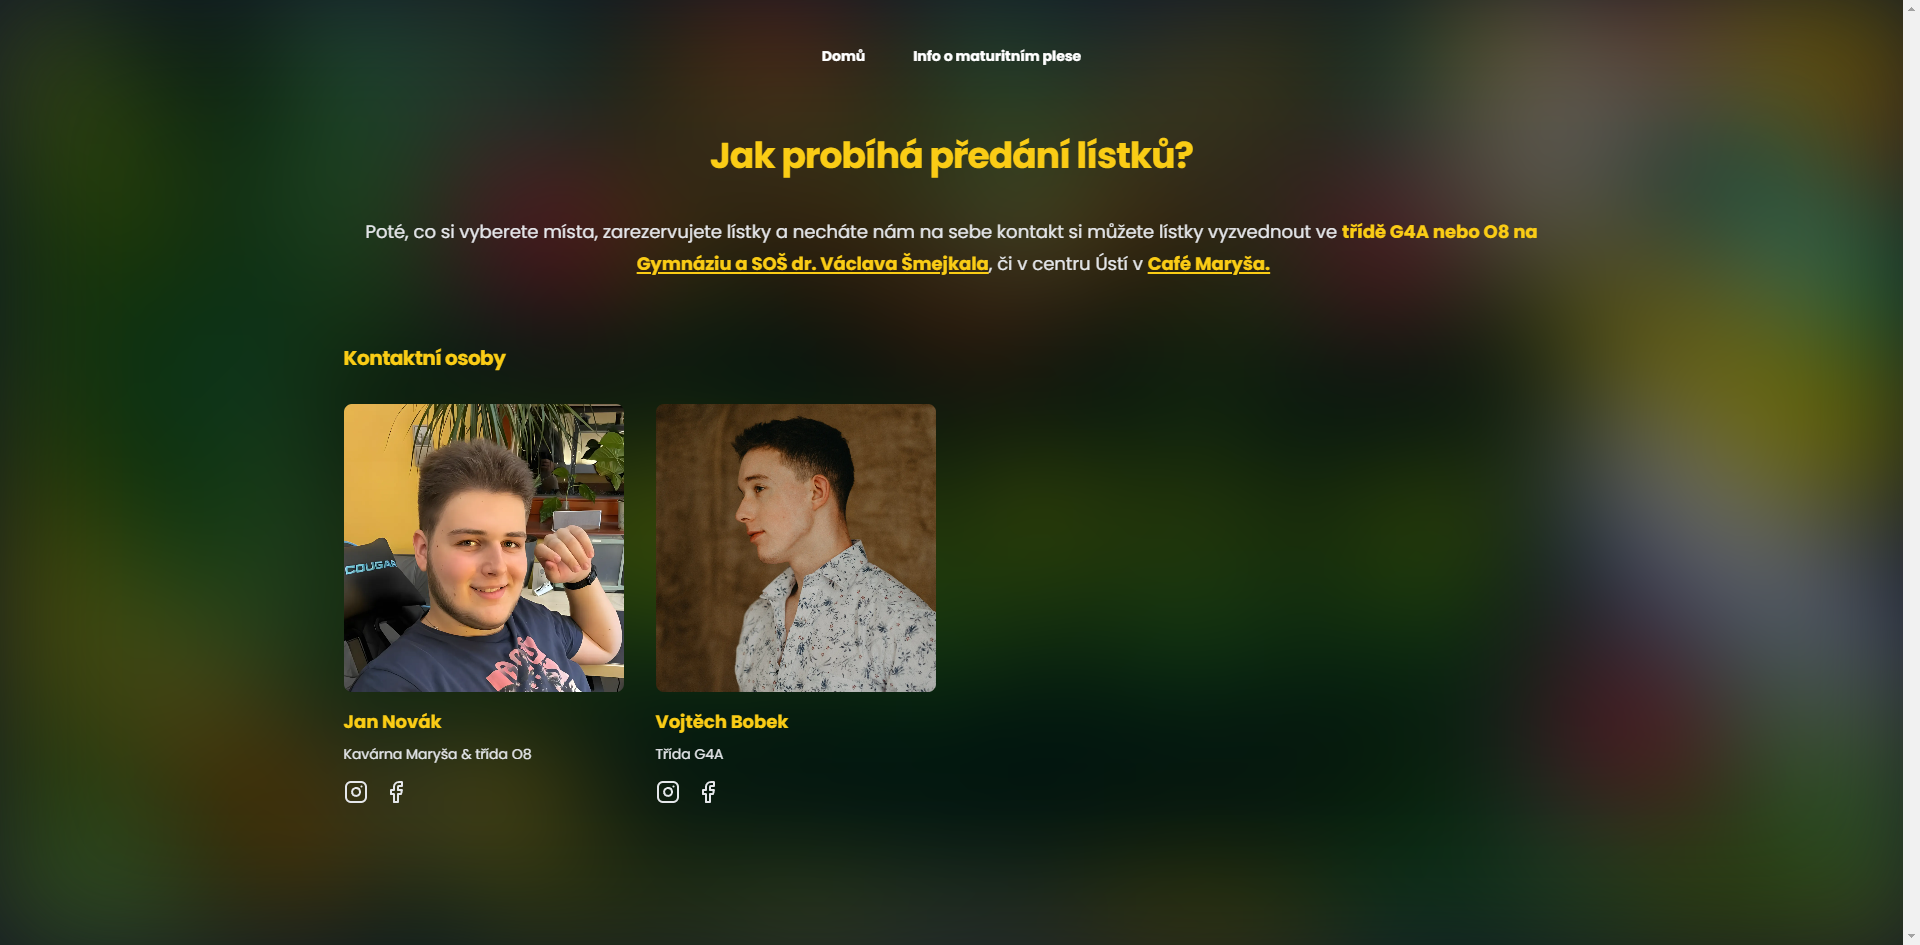 Domů
Info o maturitním plese
Jak probíhá předání lístků?
Poté, co si vyberete místa, zarezervujete lístky a necháte nám na sebe kontakt si můžete lístky vyzvednout ve třídě G4A nebo O8 na
Gymnáziu a SOŠ dr. Václava Šmejkala, či v centru Ústí v Café Maryša.
Kontaktní osoby
COUGAR
Jan Novák
Vojtěch Bobek
Kavárna Maryša & třída O8
Třída G4A